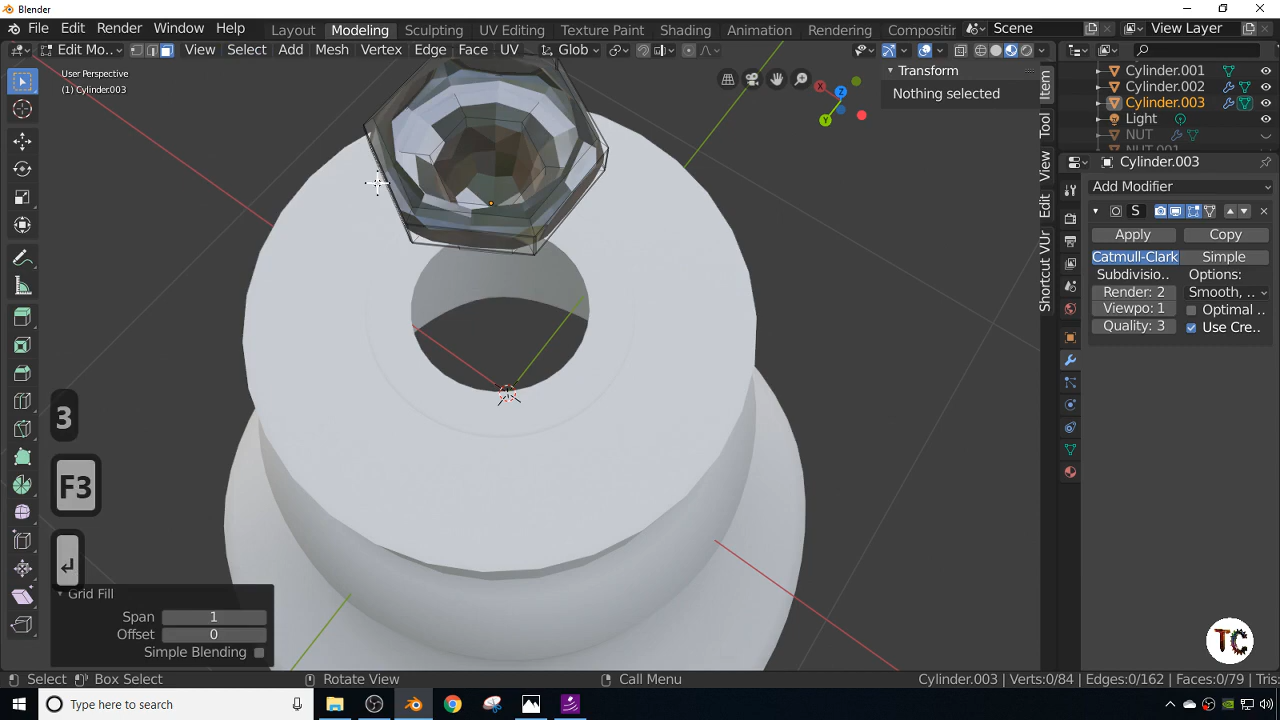 Blender
File Edit Render Window Help Layout Modeling Sculpting UV Editing Texture Paint Shading Animation Rendering Compositin Scene View Layer
Edit Mo... View Select Add Mesh Vertex Edge Face UV Glob
User Perspective
(1) Cylinder.003
Transform
Nothing selected
Item
Tool
View
Edit
Shortcut VUr
X
Y
Z
Cylinder.001
Cylinder.002
Cylinder.003
Light
NUT
NUT.001
Cylinder.003
Add Modifier
S
Apply Copy
Catmull-Clark Simple
Subdivisio.. Options:
Render: 2 Smooth, ..
Viewpo: 1 Optimal ..
Quality: 3 Use Cre..
3
F3
Grid Fill
Span 1
Offset 0
Simple Blending
TC
Select Box Select Rotate View Call Menu Cylinder.003 | Verts:0/84 | Edges:0/162 | Faces:0/79 | Tris:
Type here to search